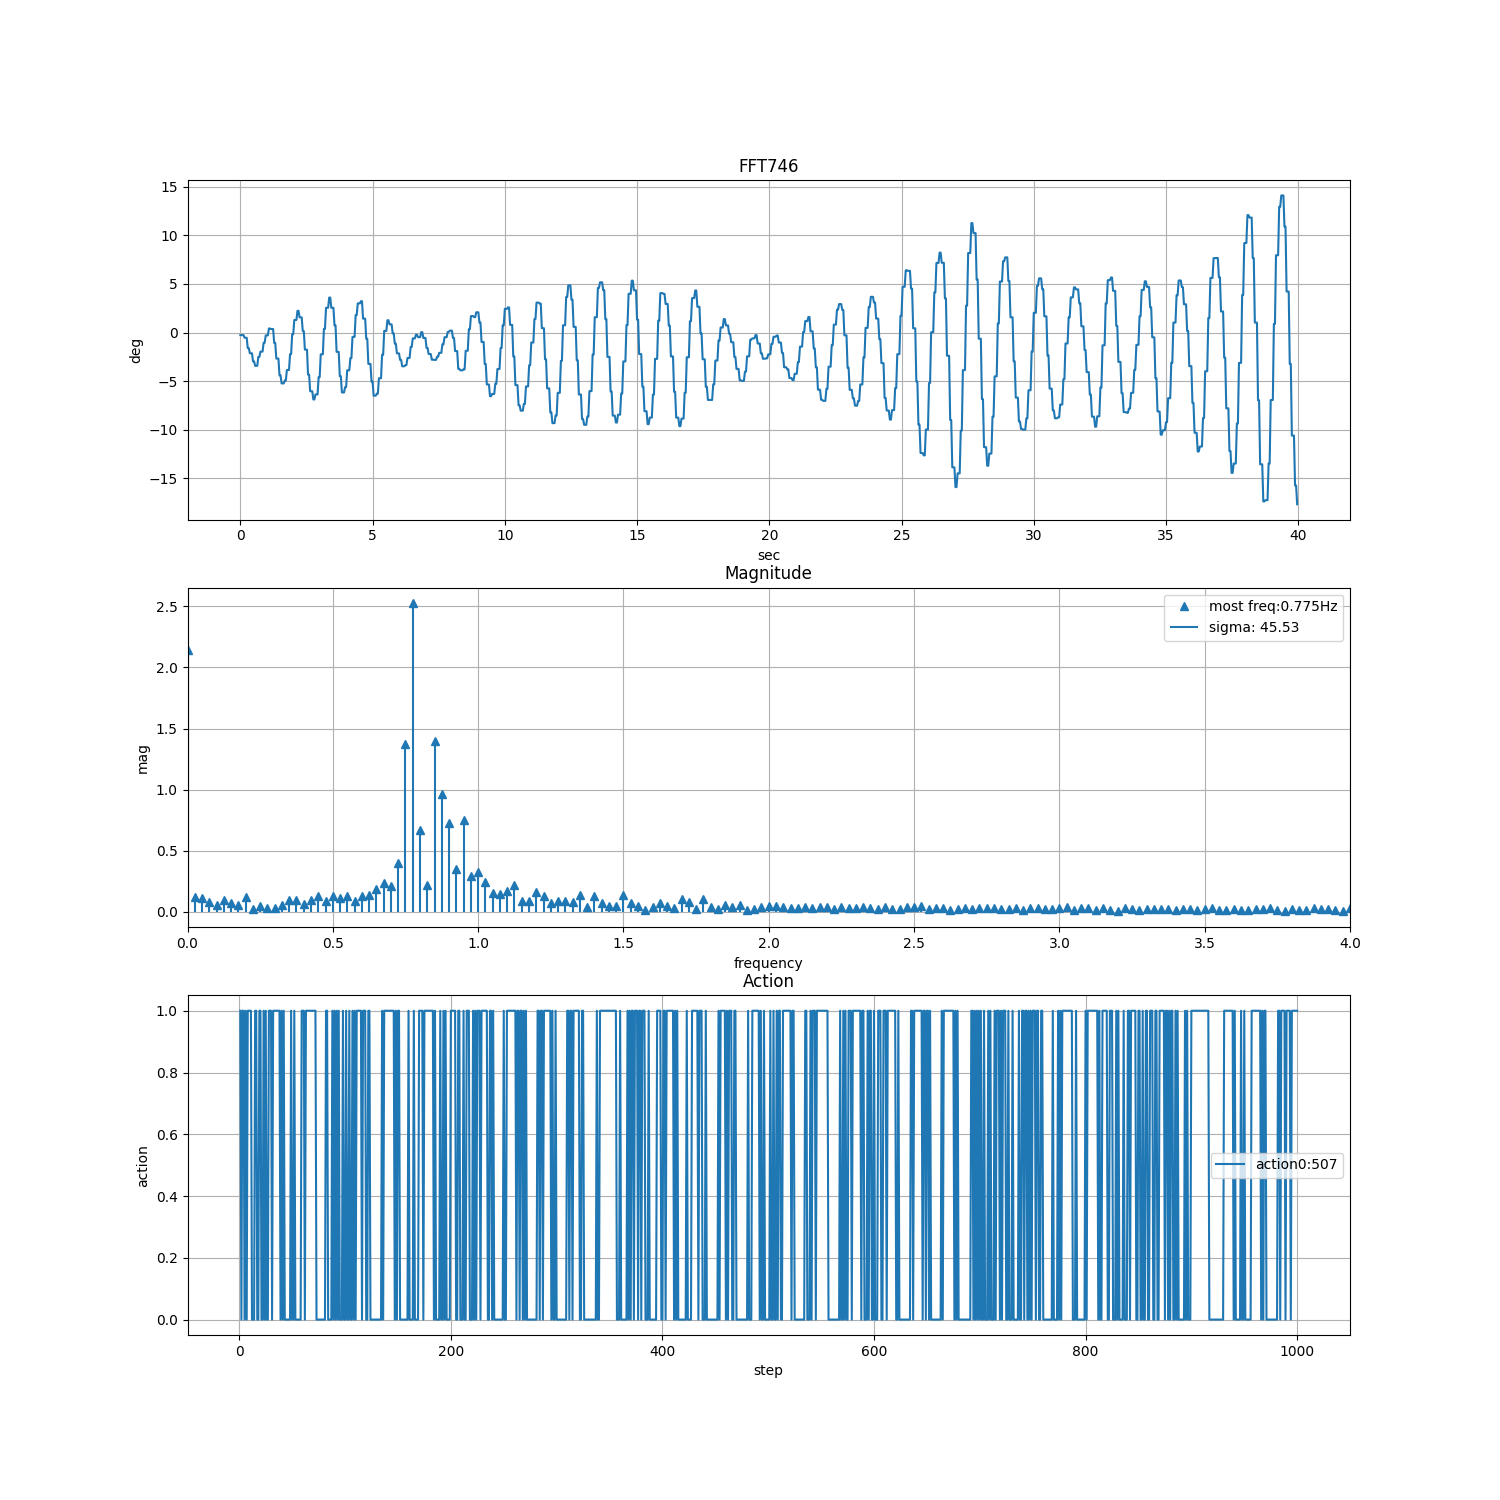 FFT746
15
10
5
0
−5
−10
−15
deg
0 5 10 15 20 25 30 35 40
sec
Magnitude
2.5
2.0
1.5
1.0
0.5
0.0
mag
most freq:0.775Hz
sigma: 45.53
0.0 0.5 1.0 1.5 2.0 2.5 3.0 3.5 4.0
frequency
Action
1.0
0.8
0.6
0.4
0.2
0.0
action
action0:507
0 200 400 600 800 1000
step